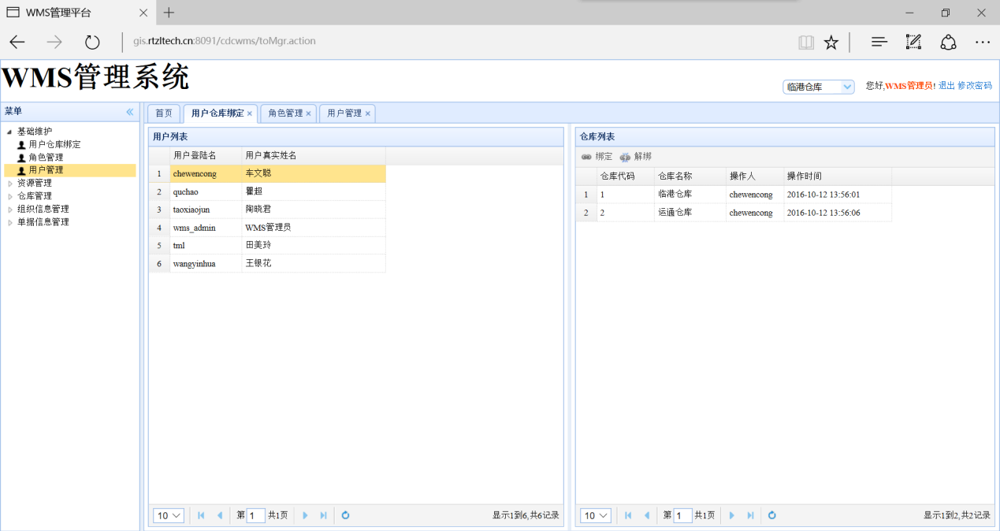 WMS管理平台
gis.rtzltech.cn:8091/cdcwms/toMgr.action
WMS管理系统
临港仓库 您好,WMS管理员! 退出 修改密码
菜单
基础维护
用户仓库绑定
角色管理
用户管理
资源管理
仓库管理
组织信息管理
单据信息管理
首页 用户仓库绑定 角色管理 用户管理
用户列表
用户登陆名 用户真实姓名
1 chewencong 车文聪
2 quchao 瞿超
3 taoxiaojun 陶晓君
4 wms_admin WMS管理员
5 tml 田美玲
6 wangyinhua 王银花
10 第 1 共1页 显示1到6,共6记录
仓库列表
绑定 解绑
仓库代码 仓库名称 操作人 操作时间
1 1 临港仓库 chewencong 2016-10-12 13:56:01
2 2 运通仓库 chewencong 2016-10-12 13:56:06
10 第 1 共1页 显示1到2,共2记录